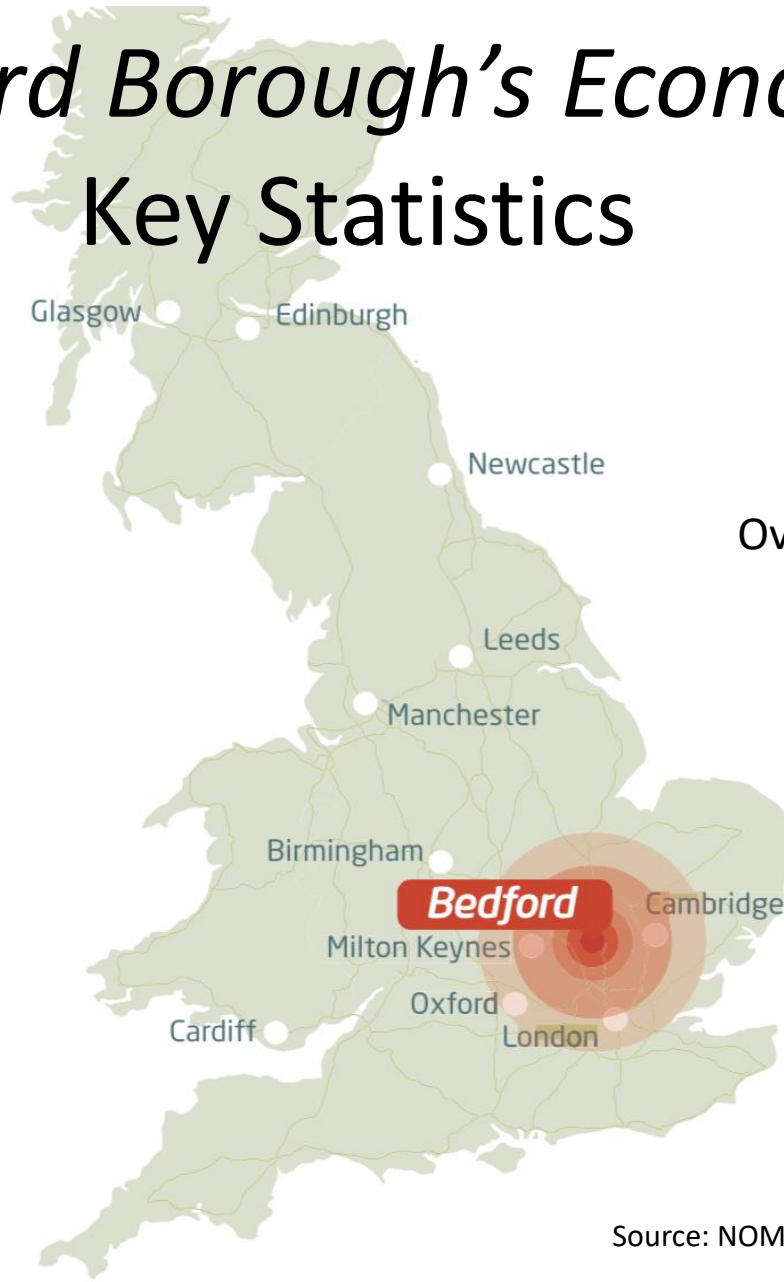 rd Borough's Econo
Key Statistics
Glasgow
Edinburgh
Newcastle
Ov
Leeds
Manchester
Birmingham
Bedford
Cambridge
Milton Keynes
Oxford
London
Cardiff
Source: NOM